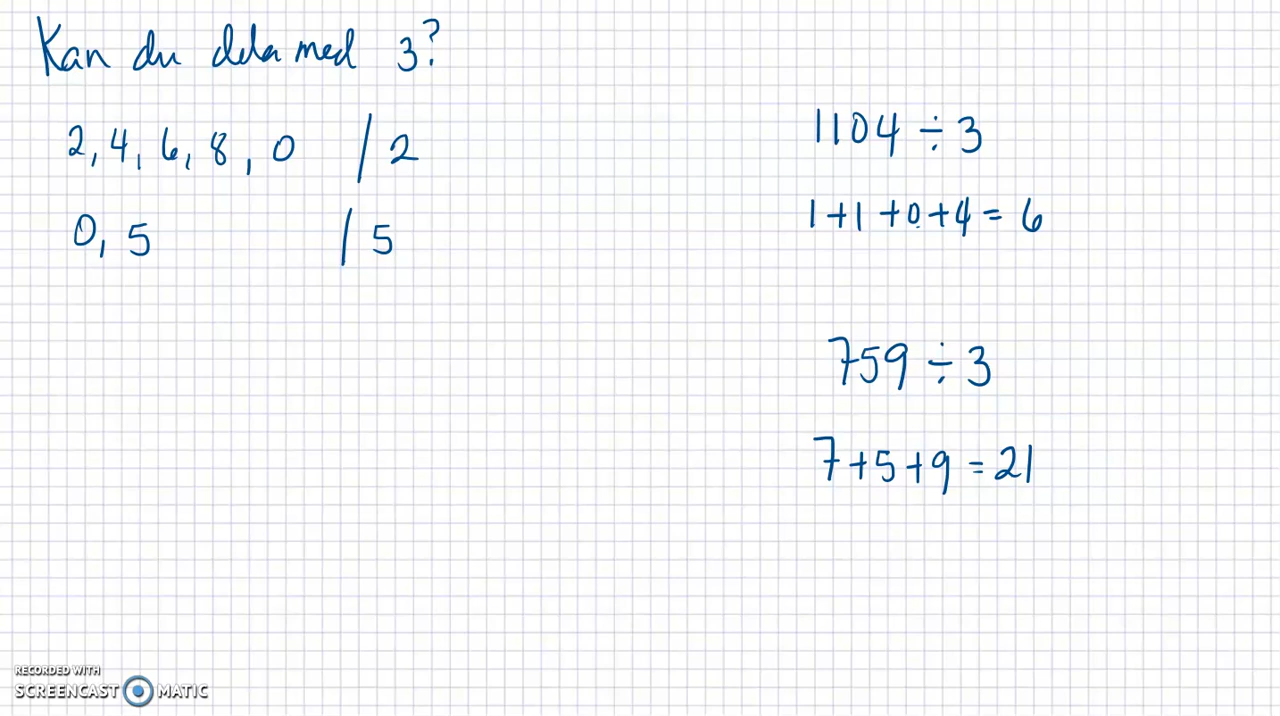 Kan du dela med 3?
2, 4, 6, 8, 0 / 2
0, 5 / 5
1104 ÷ 3
1 + 1 + 0 + 4 = 6
759 ÷ 3
7 + 5 + 9 = 21
RECORDED WITH
SCREENCAST MATIC